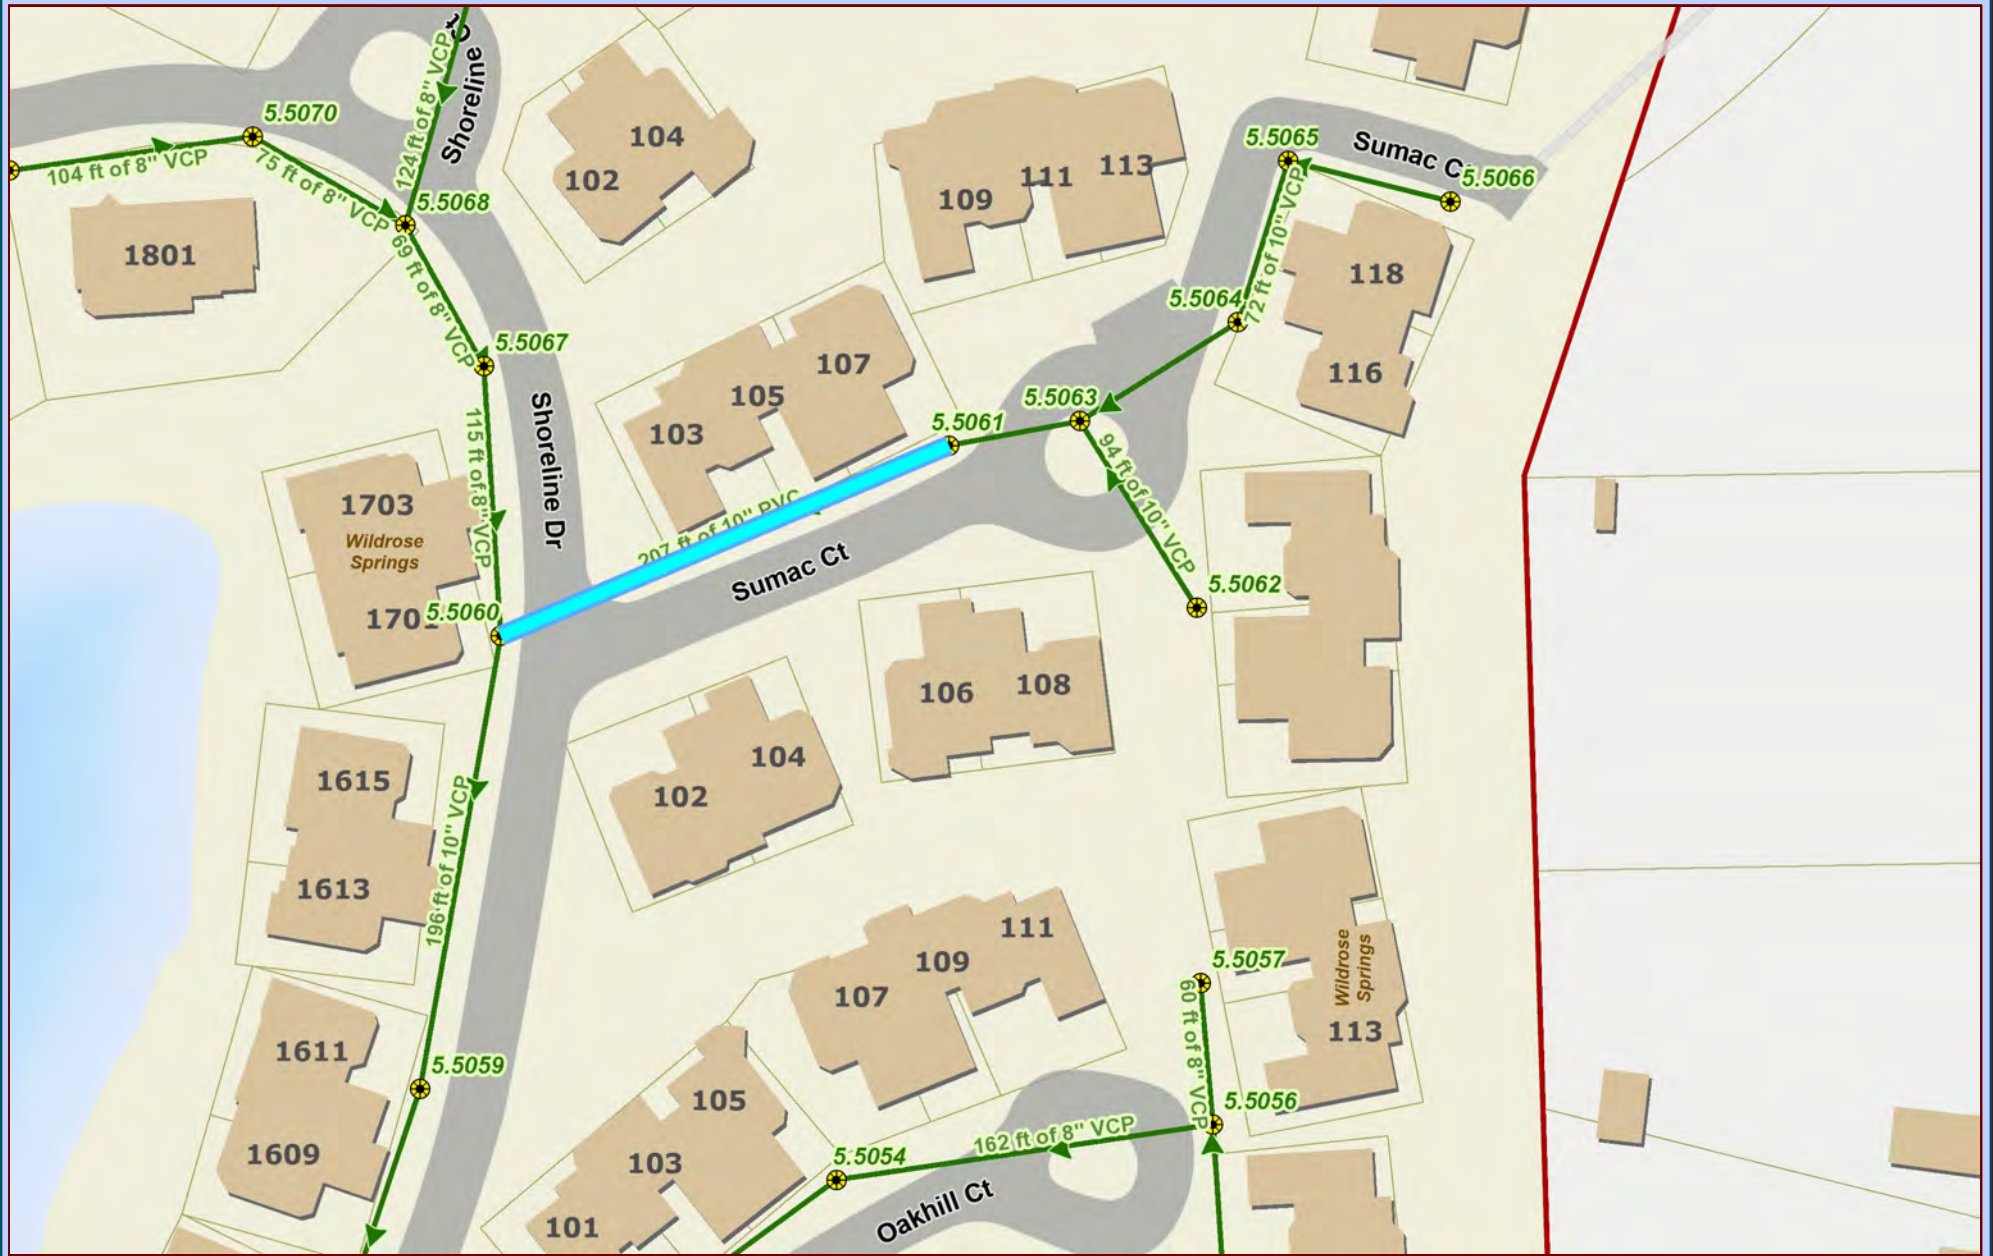 Shoreline Ct
124 ft of 8" VCP
5.5070
104 ft of 8" VCP
75 ft of 8" VCP
5.5068
1801
69 ft of 8" VCP
5.5067
104
102
109
111
113
5.5065
Sumac C
5.5066
72 ft of 10" VCP
5.5064
118
116
107
105
103
5.5063
5.5061
115 ft of 8" VCP
Shoreline Dr
94 ft of 10" VCP
1703
Wildrose
Springs
1701
207 ft of 10" PVC
Sumac Ct
5.5060
5.5062
106
108
104
102
1615
1613
196 ft of 10" VCP
111
109
107
5.5057
Wildrose
Springs
113
60 ft of 8" VCP
1611
5.5059
1609
105
103
101
5.5056
162 ft of 8" VCP
5.5054
Oakhill Ct